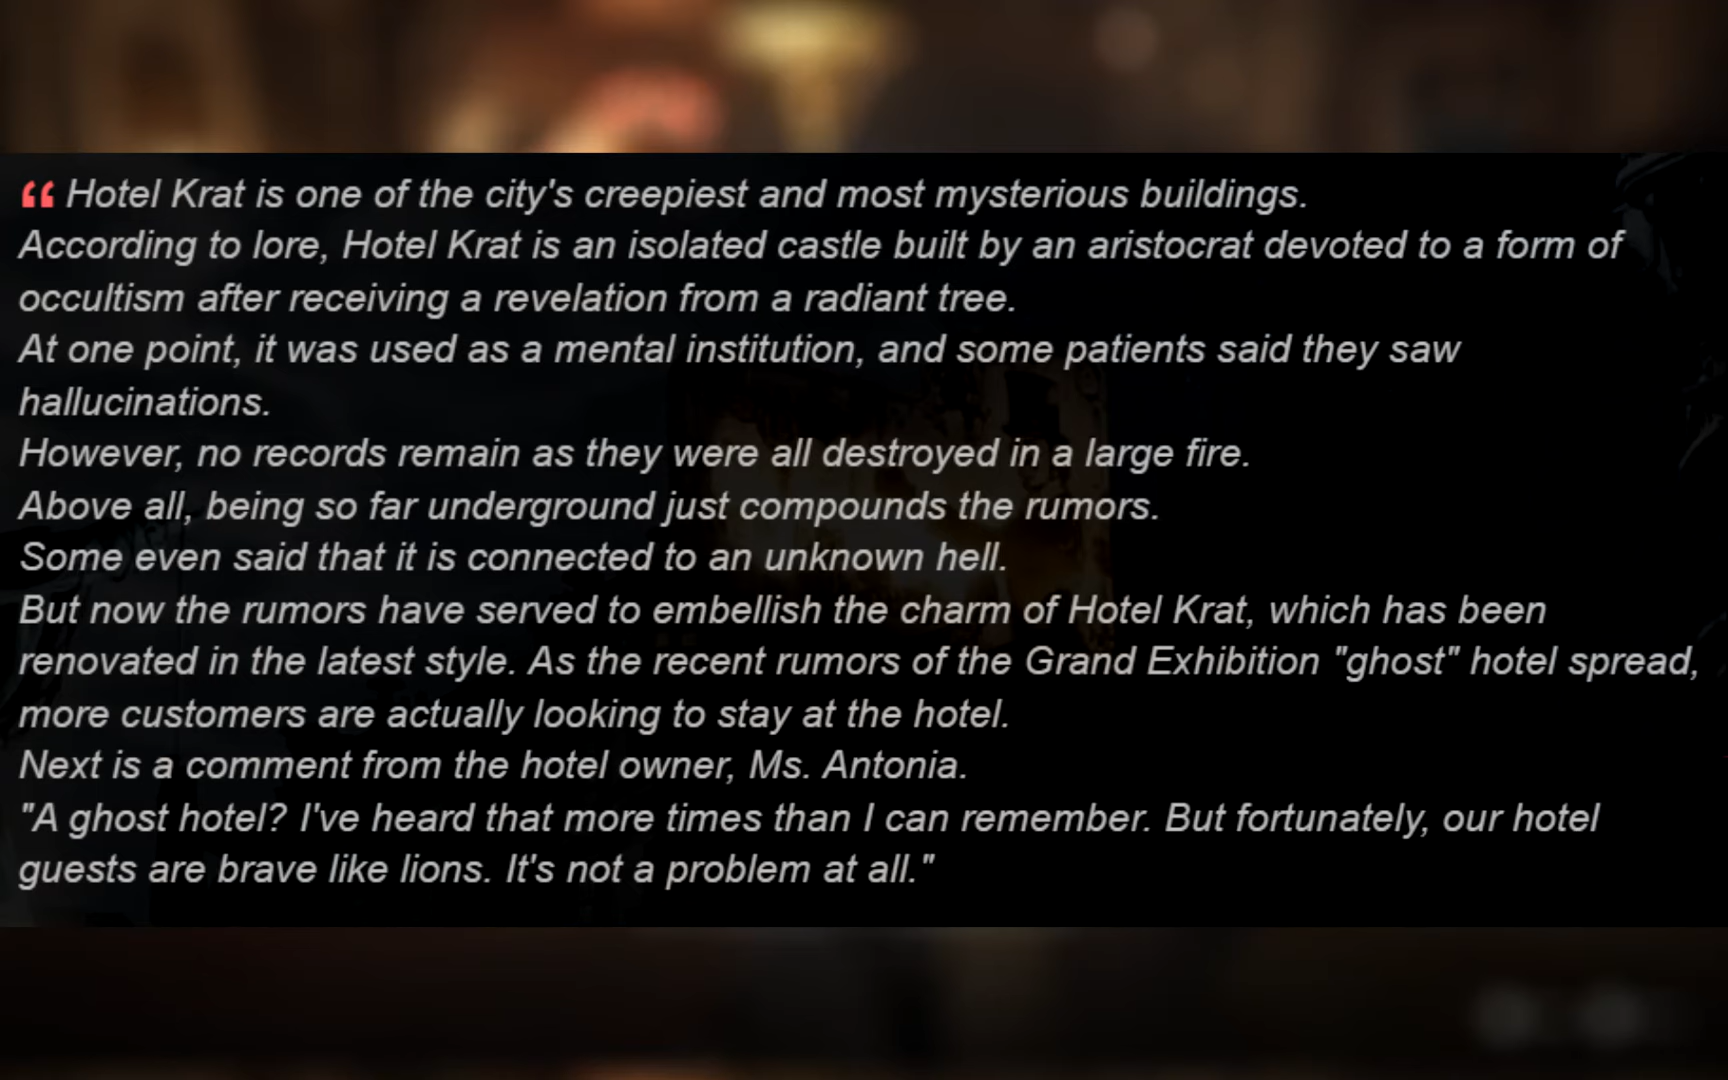 “ Hotel Krat is one of the city's creepiest and most mysterious buildings.
According to lore, Hotel Krat is an isolated castle built by an aristocrat devoted to a form of
occultism after receiving a revelation from a radiant tree.
At one point, it was used as a mental institution, and some patients said they saw
hallucinations.
However, no records remain as they were all destroyed in a large fire.
Above all, being so far underground just compounds the rumors.
Some even said that it is connected to an unknown hell.
But now the rumors have served to embellish the charm of Hotel Krat, which has been
renovated in the latest style. As the recent rumors of the Grand Exhibition "ghost" hotel spread,
more customers are actually looking to stay at the hotel.
Next is a comment from the hotel owner, Ms. Antonia.
"A ghost hotel? I've heard that more times than I can remember. But fortunately, our hotel
guests are brave like lions. It's not a problem at all."